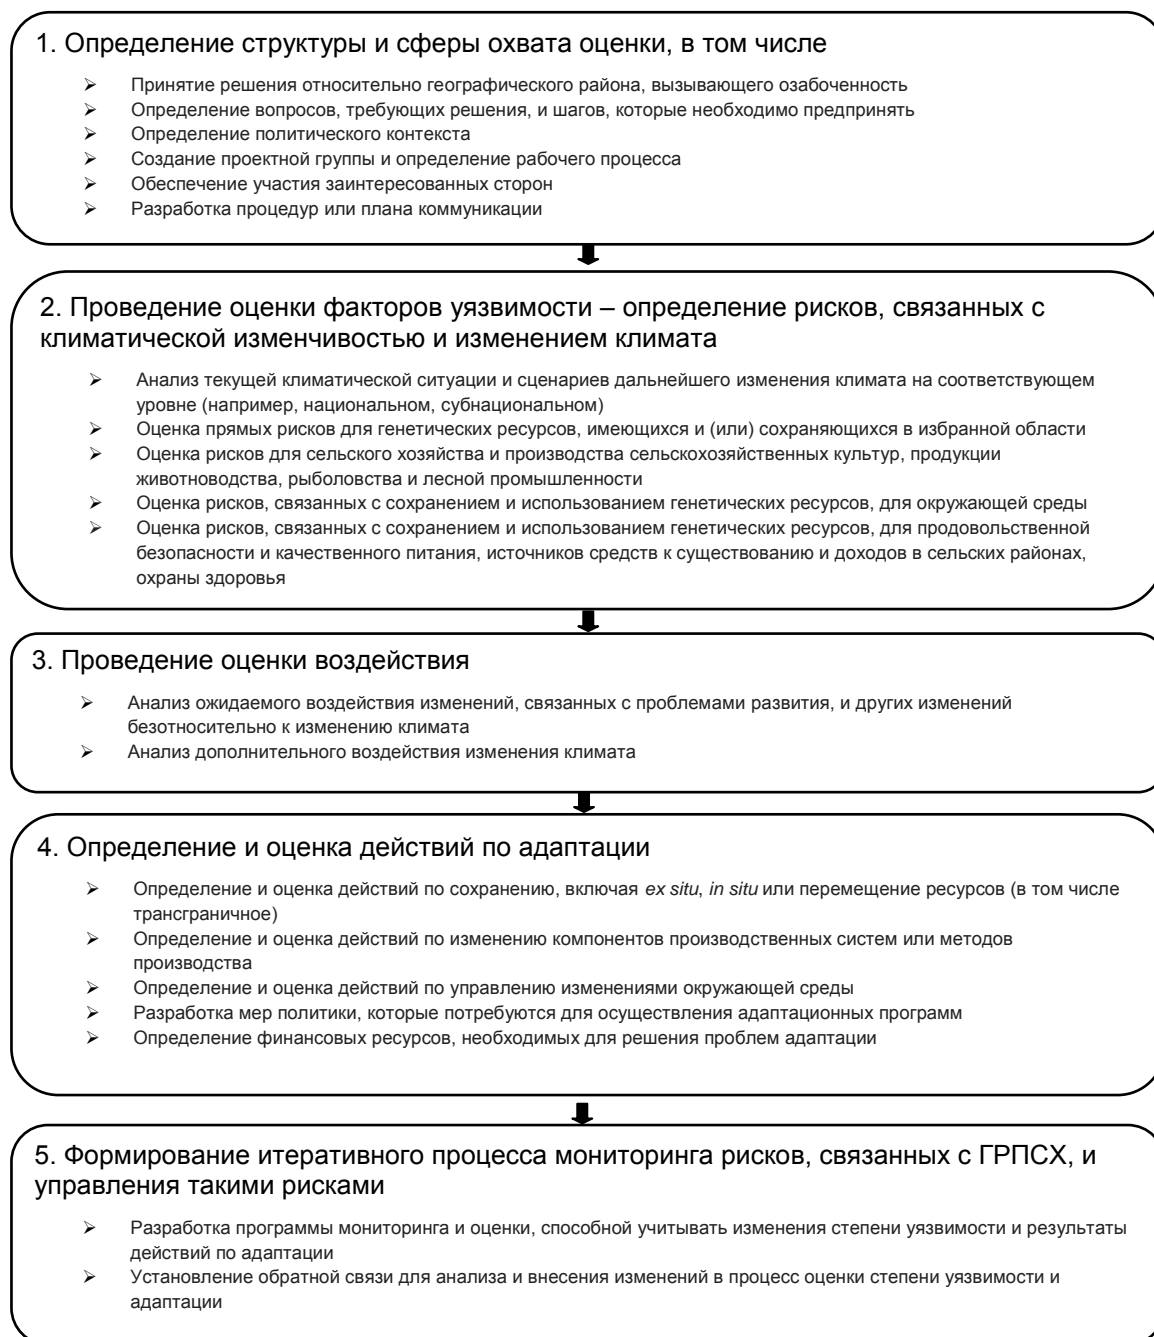 1. Определение структуры и сферы охвата оценки, в том числе
➢ Принятие решения относительно географического района, вызывающего озабоченность
➢ Определение вопросов, требующих решения, и шагов, которые необходимо предпринять
➢ Определение политического контекста
➢ Создание проектной группы и определение рабочего процесса
➢ Обеспечение участия заинтересованных сторон
➢ Разработка процедур или плана коммуникации
2. Проведение оценки факторов уязвимости – определение рисков, связанных с
климатической изменчивостью и изменением климата
➢ Анализ текущей климатической ситуации и сценариев дальнейшего изменения климата на соответствующем
уровне (например, национальном, субнациональном)
➢ Оценка прямых рисков для генетических ресурсов, имеющихся и (или) сохраняющихся в избранной области
➢ Оценка рисков для сельского хозяйства и производства сельскохозяйственных культур, продукции
животноводства, рыболовства и лесной промышленности
➢ Оценка рисков, связанных с сохранением и использованием генетических ресурсов, для окружающей среды
➢ Оценка рисков, связанных с сохранением и использованием генетических ресурсов, для продовольственной
безопасности и качественного питания, источников средств к существованию и доходов в сельских районах,
охраны здоровья
3. Проведение оценки воздействия
➢ Анализ ожидаемого воздействия изменений, связанных с проблемами развития, и других изменений
безотносительно к изменению климата
➢ Анализ дополнительного воздействия изменения климата
4. Определение и оценка действий по адаптации
➢ Определение и оценка действий по сохранению, включая ex situ, in situ или перемещение ресурсов (в том числе
трансграничное)
➢ Определение и оценка действий по изменению компонентов производственных систем или методов
производства
➢ Определение и оценка действий по управлению изменениями окружающей среды
➢ Разработка мер политики, которые потребуются для осуществления адаптационных программ
➢ Определение финансовых ресурсов, необходимых для решения проблем адаптации
5. Формирование итеративного процесса мониторинга рисков, связанных с ГРПСХ, и
управления такими рисками
➢ Разработка программы мониторинга и оценки, способной учитывать изменения степени уязвимости и результаты
действий по адаптации
➢ Установление обратной связи для анализа и внесения изменений в процесс оценки степени уязвимости и
адаптации